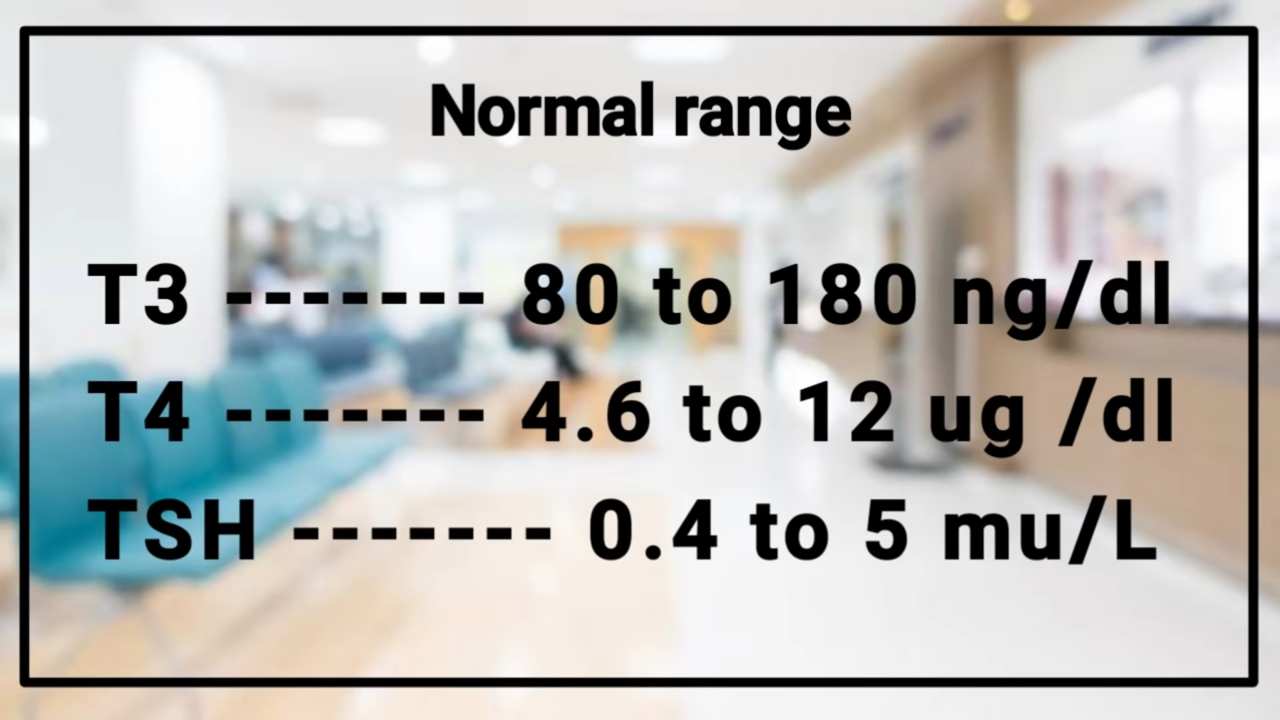 Normal range
T3 ------- 80 to 180 ng/dl
T4 ------- 4.6 to 12 ug /dl
TSH ------- 0.4 to 5 mu/L